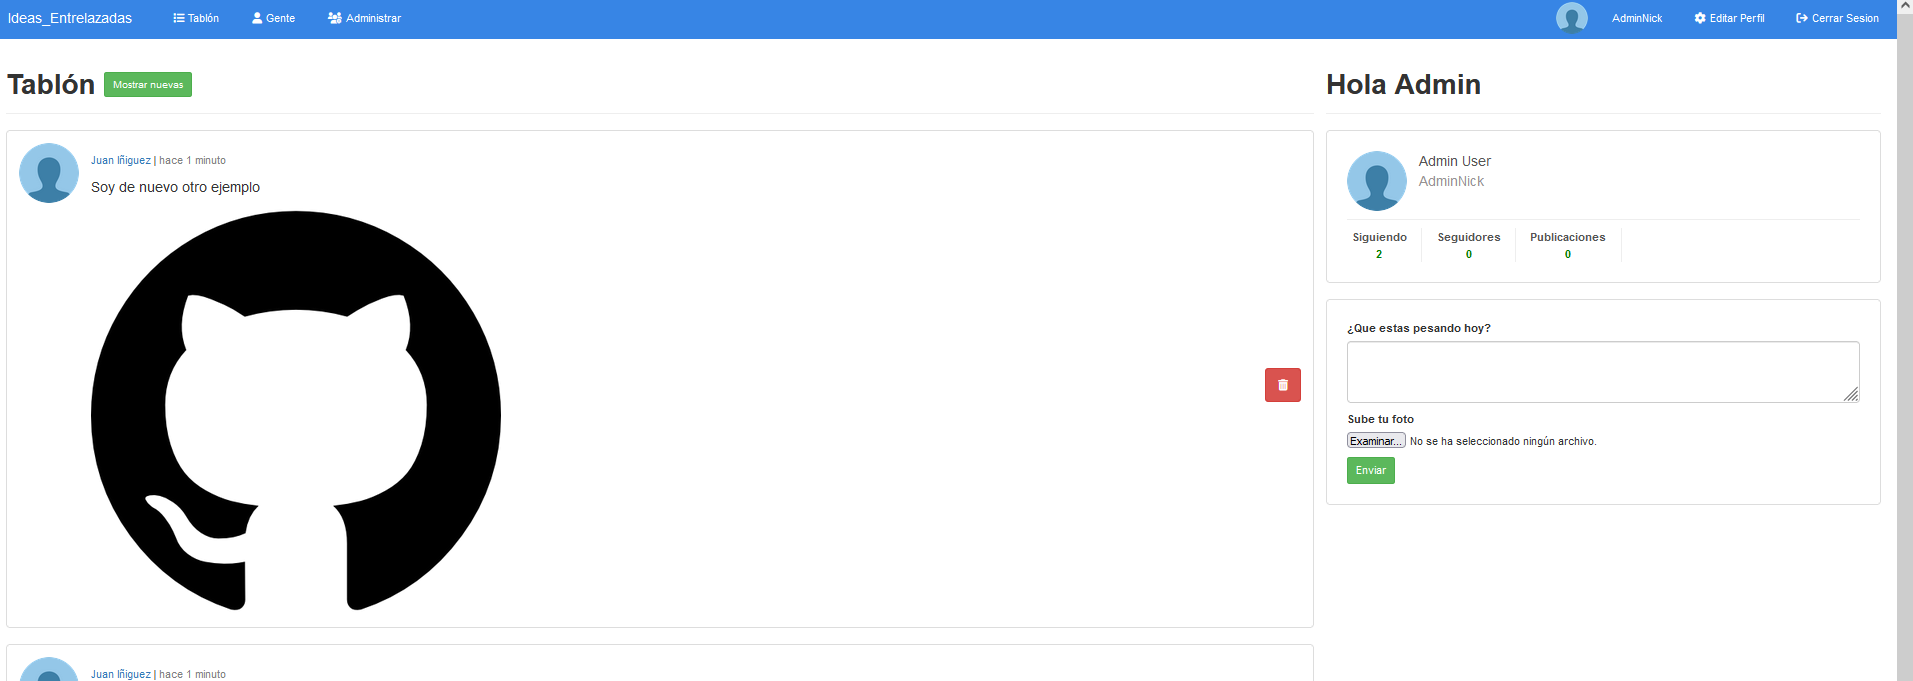 Ideas_Entrelazadas
Tablón
Gente
Administrar
AdminNick
Editar Perfil
Cerrar Sesion
Tablón
Mostrar nuevas
Juan Iñiguez | hace 1 minuto
Soy de nuevo otro ejemplo
Juan Iñiguez | hace 1 minuto
Hola Admin
Admin User
AdminNick
Siguiendo
2
Seguidores
0
Publicaciones
0
¿Que estas pesando hoy?
Sube tu foto
Examinar... No se ha seleccionado ningún archivo.
Enviar